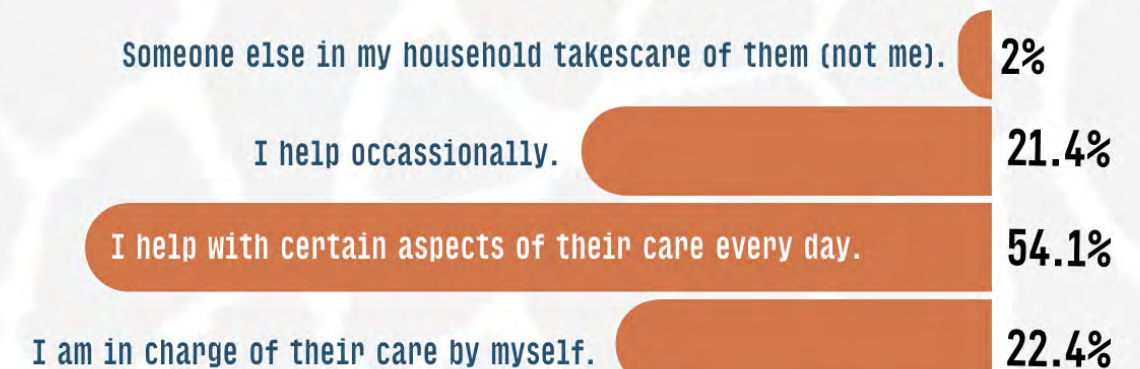 Someone else in my household takescare of them (not me). 2%
I help occassionally. 21.4%
I help with certain aspects of their care every day. 54.1%
I am in charge of their care by myself. 22.4%